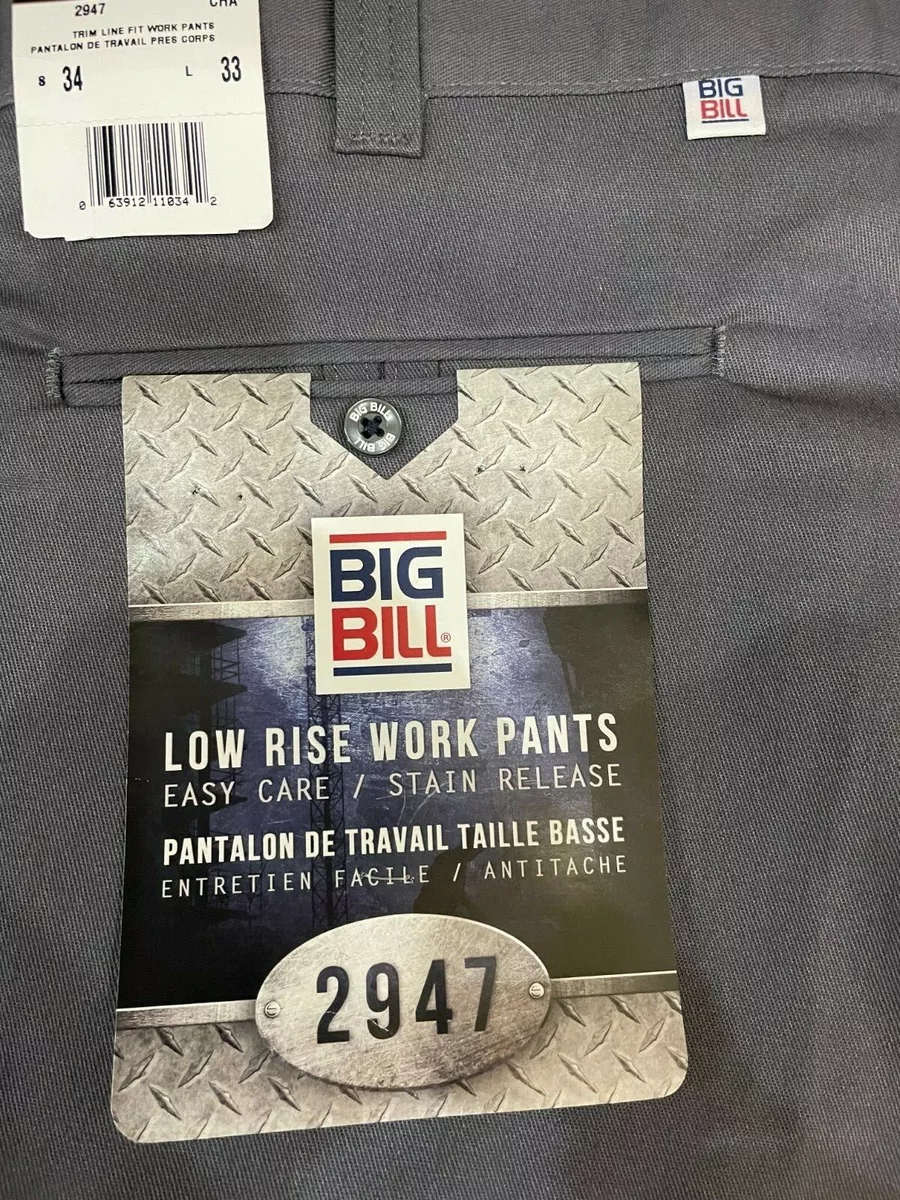 2947 CHA
TRIM LINE FIT WORK PANTS
PANTALON DE TRAVAIL PRES CORPS
S 34 L 33
0 63912 11034 2
BIG
BILL
BIG BILL
BIG BILL
BIG
BILL®
LOW RISE WORK PANTS
EASY CARE / STAIN RELEASE
PANTALON DE TRAVAIL TAILLE BASSE
ENTRETIEN FACILE / ANTITACHE
2947